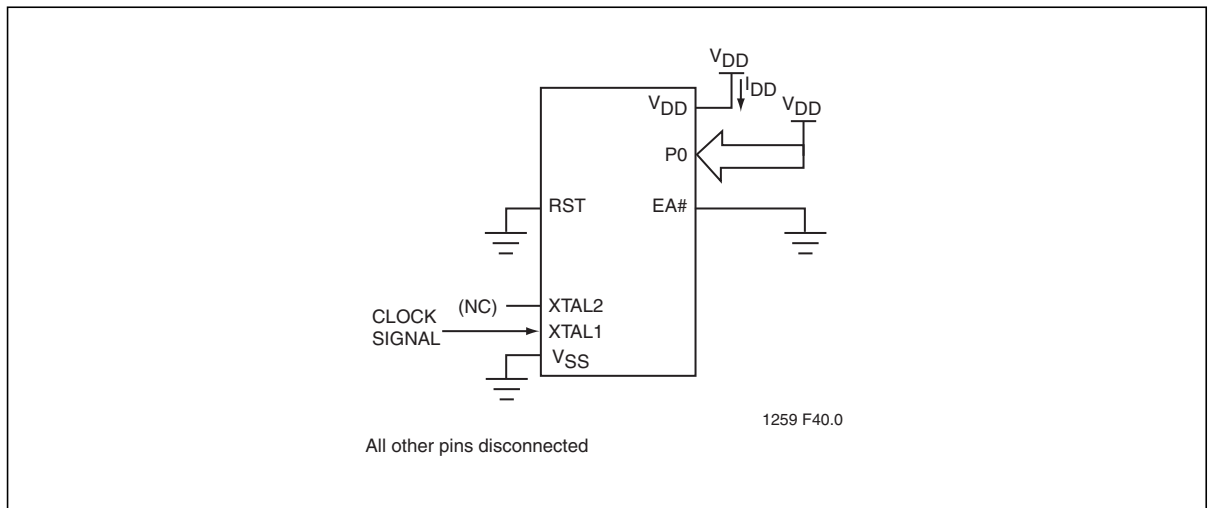 VDD
IDD
VDD
VDD
P0
RST
EA#
(NC)
XTAL2
CLOCK
SIGNAL
XTAL1
VSS
1259 F40.0
All other pins disconnected